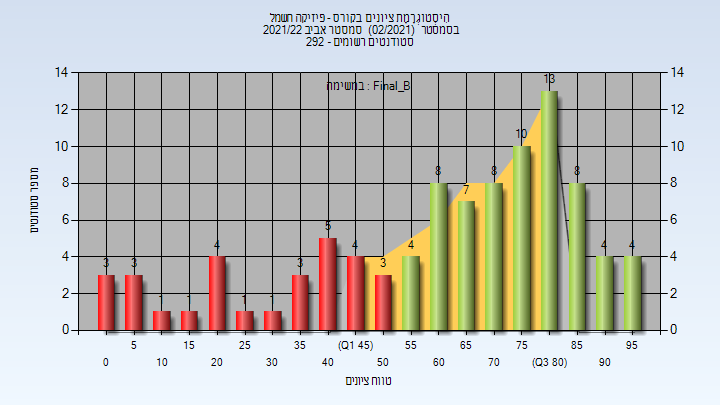 הִיסְטוֹגְרָמַת ציונים בקורס - פיזיקה חשמל
בסמסטר (02/2021) סמסטר אביב 2021/22
סטודנטים רשומים - 292
במשימה : Final_B
מספר סטודנטים
14 14
12 12
10 10
8 8
6 6
4 4
2 2
0 0
3 3 1 1 4 1 1 3 5 4 3 4 8 7 8 10 13 8 4 4
5 15 25 35 (Q1 45) 55 65 75 85 95
0 10 20 30 40 50 60 70 (Q3 80) 90
טווח ציונים